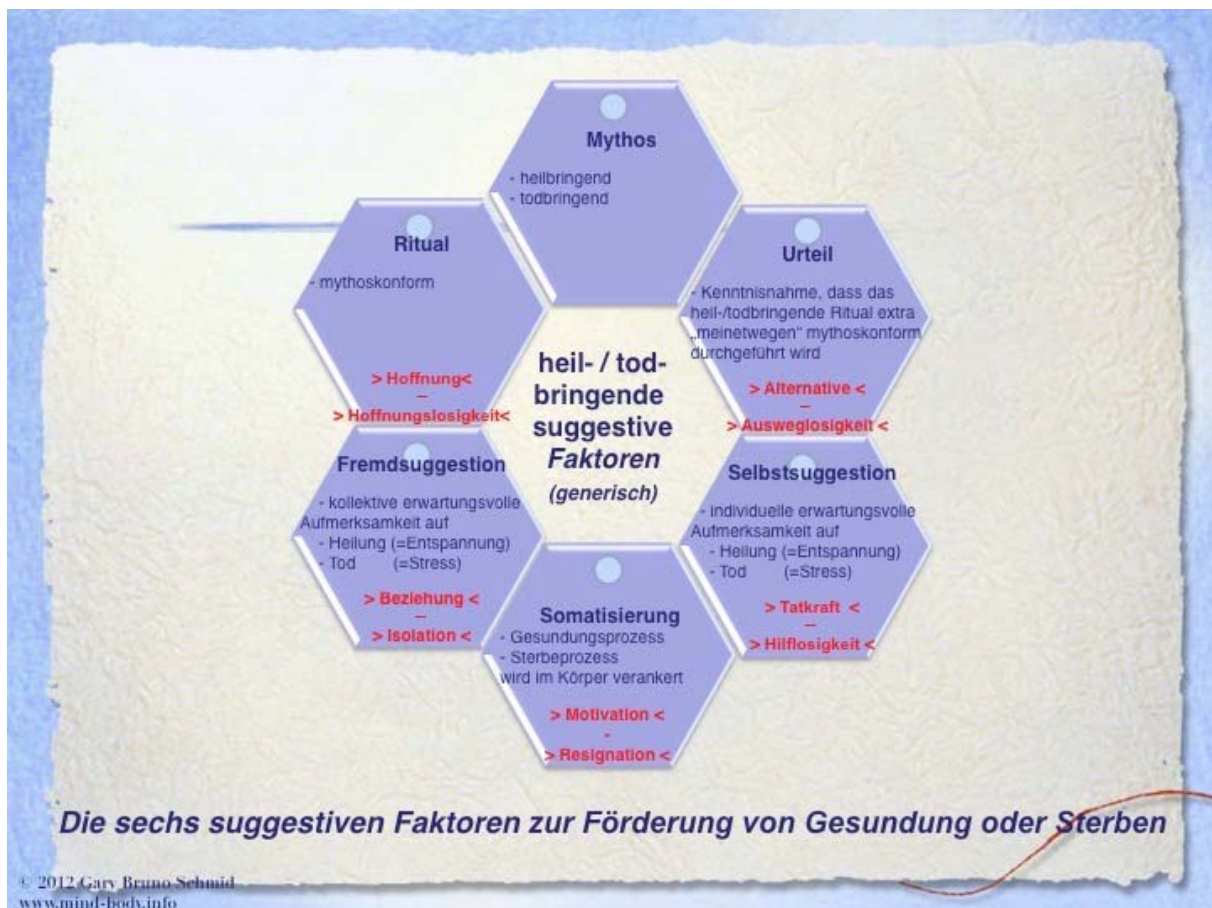 Mythos
- heilbringend
- todbringend
Ritual
- mythoskonform
> Hoffnung<
–
> Hoffnungslosigkeit<
Urteil
- Kenntnisnahme, dass das
heil-/todbringende Ritual extra
„meinetwegen“ mythoskonform
durchgeführt wird
> Alternative <
–
> Ausweglosigkeit <
heil- / tod-
bringende
suggestive
Faktoren
(generisch)
Fremdsuggestion
- kollektive erwartungsvolle
Aufmerksamkeit auf
- Heilung (=Entspannung)
- Tod (=Stress)
> Beziehung <
–
> Isolation <
Selbstsuggestion
- individuelle erwartungsvolle
Aufmerksamkeit auf
- Heilung (=Entspannung)
- Tod (=Stress)
> Tatkraft <
–
> Hilflosigkeit <
Somatisierung
- Gesundungsprozess
- Sterbeprozess
wird im Körper verankert
> Motivation <
-
> Resignation <
Die sechs suggestiven Faktoren zur Förderung von Gesundung oder Sterben
© 2012 Gary Bruno Schmid
www.mind-body.info